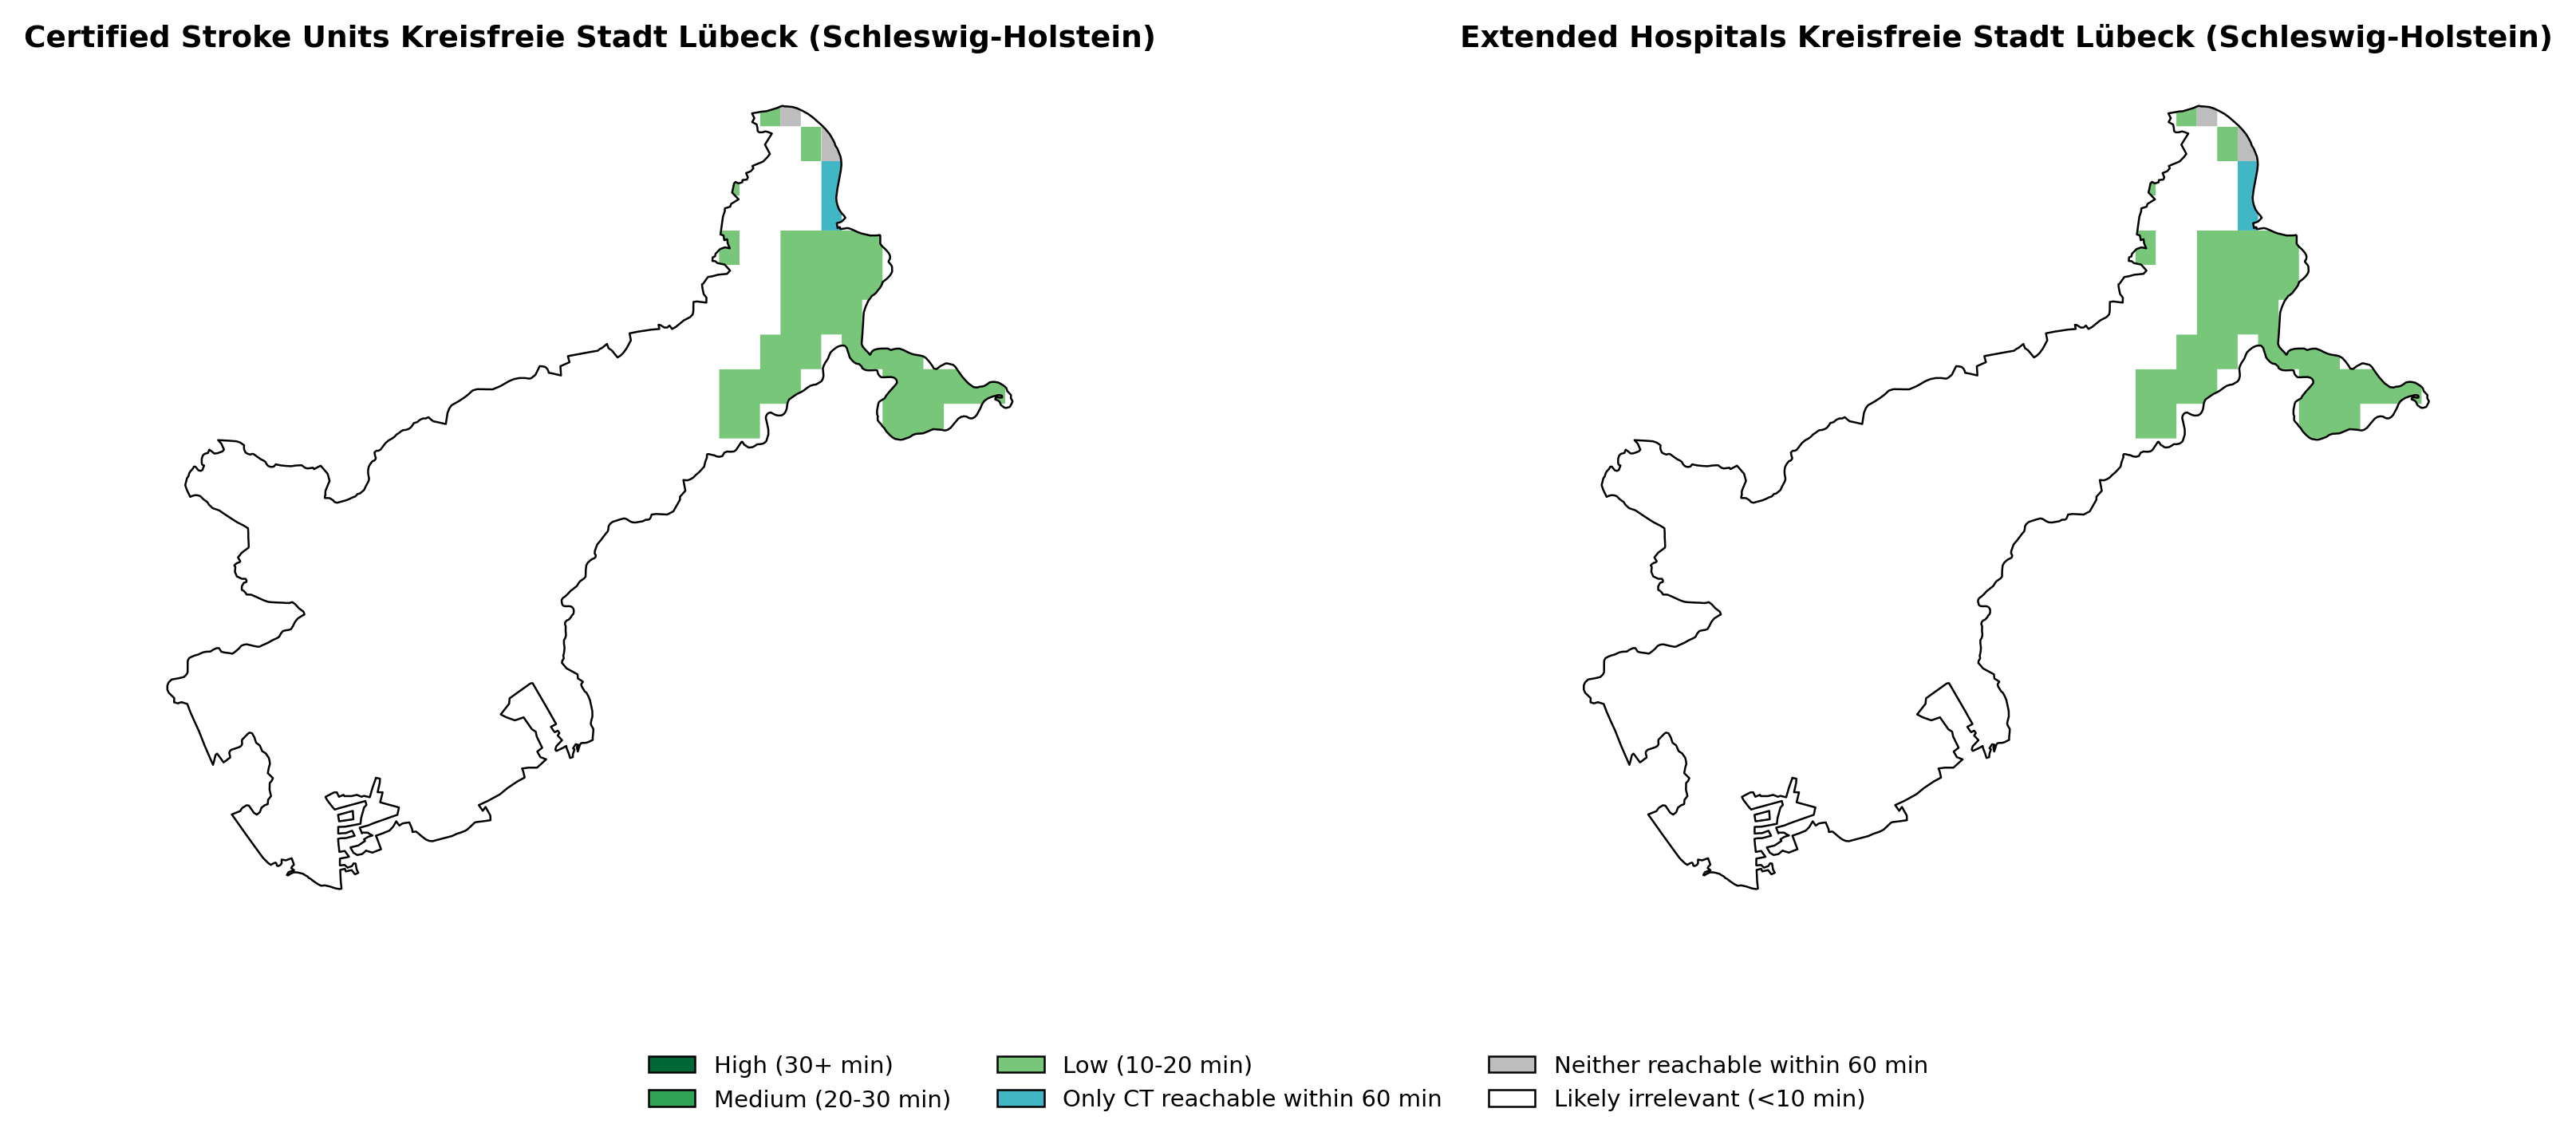 Certified Stroke Units Kreisfreie Stadt Lübeck (Schleswig-Holstein)
Extended Hospitals Kreisfreie Stadt Lübeck (Schleswig-Holstein)
High (30+ min)
Medium (20-30 min)
Low (10-20 min)
Only CT reachable within 60 min
Neither reachable within 60 min
Likely irrelevant (<10 min)